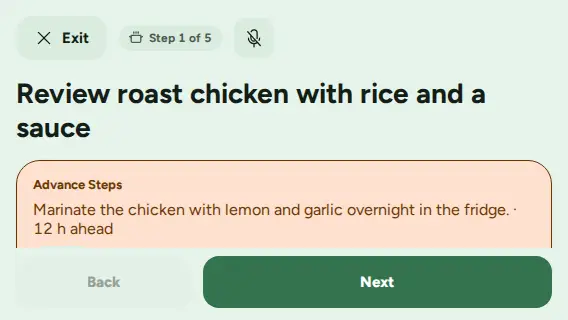 Exit
Step 1 of 5
Review roast chicken with rice and a
sauce
Advance Steps
Marinate the chicken with lemon and garlic overnight in the fridge. ·
12 h ahead
Back
Next